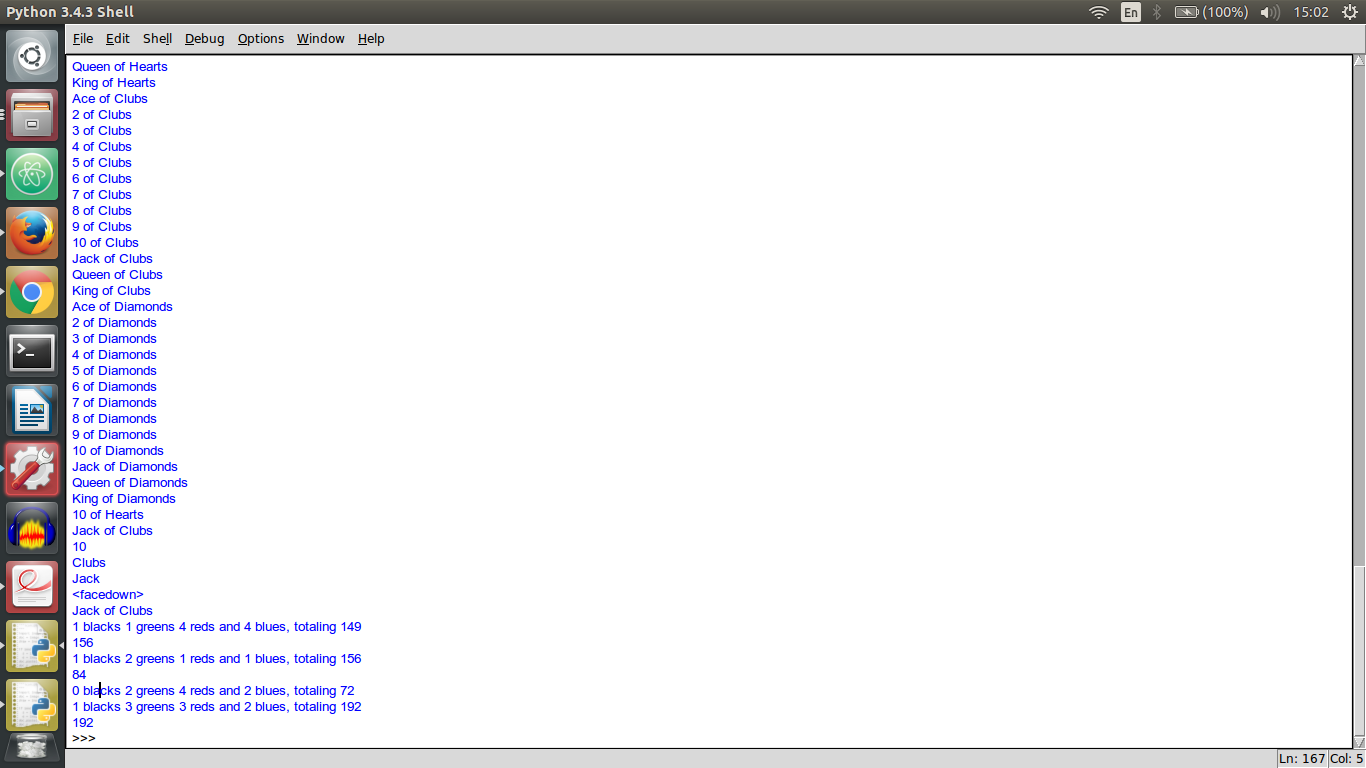 Python 3.4.3 Shell
En
(100%)
15:02
File Edit Shell Debug Options Window Help
Queen of Hearts
King of Hearts
Ace of Clubs
2 of Clubs
3 of Clubs
4 of Clubs
5 of Clubs
6 of Clubs
7 of Clubs
8 of Clubs
9 of Clubs
10 of Clubs
Jack of Clubs
Queen of Clubs
King of Clubs
Ace of Diamonds
2 of Diamonds
3 of Diamonds
4 of Diamonds
5 of Diamonds
6 of Diamonds
7 of Diamonds
8 of Diamonds
9 of Diamonds
10 of Diamonds
Jack of Diamonds
Queen of Diamonds
King of Diamonds
10 of Hearts
Jack of Clubs
10
Clubs
Jack
<facedown>
Jack of Clubs
1 blacks 1 greens 4 reds and 4 blues, totaling 149
156
1 blacks 2 greens 1 reds and 1 blues, totaling 156
84
0 blacks 2 greens 4 reds and 2 blues, totaling 72
1 blacks 3 greens 3 reds and 2 blues, totaling 192
192
>>>
Ln: 167 Col: 5